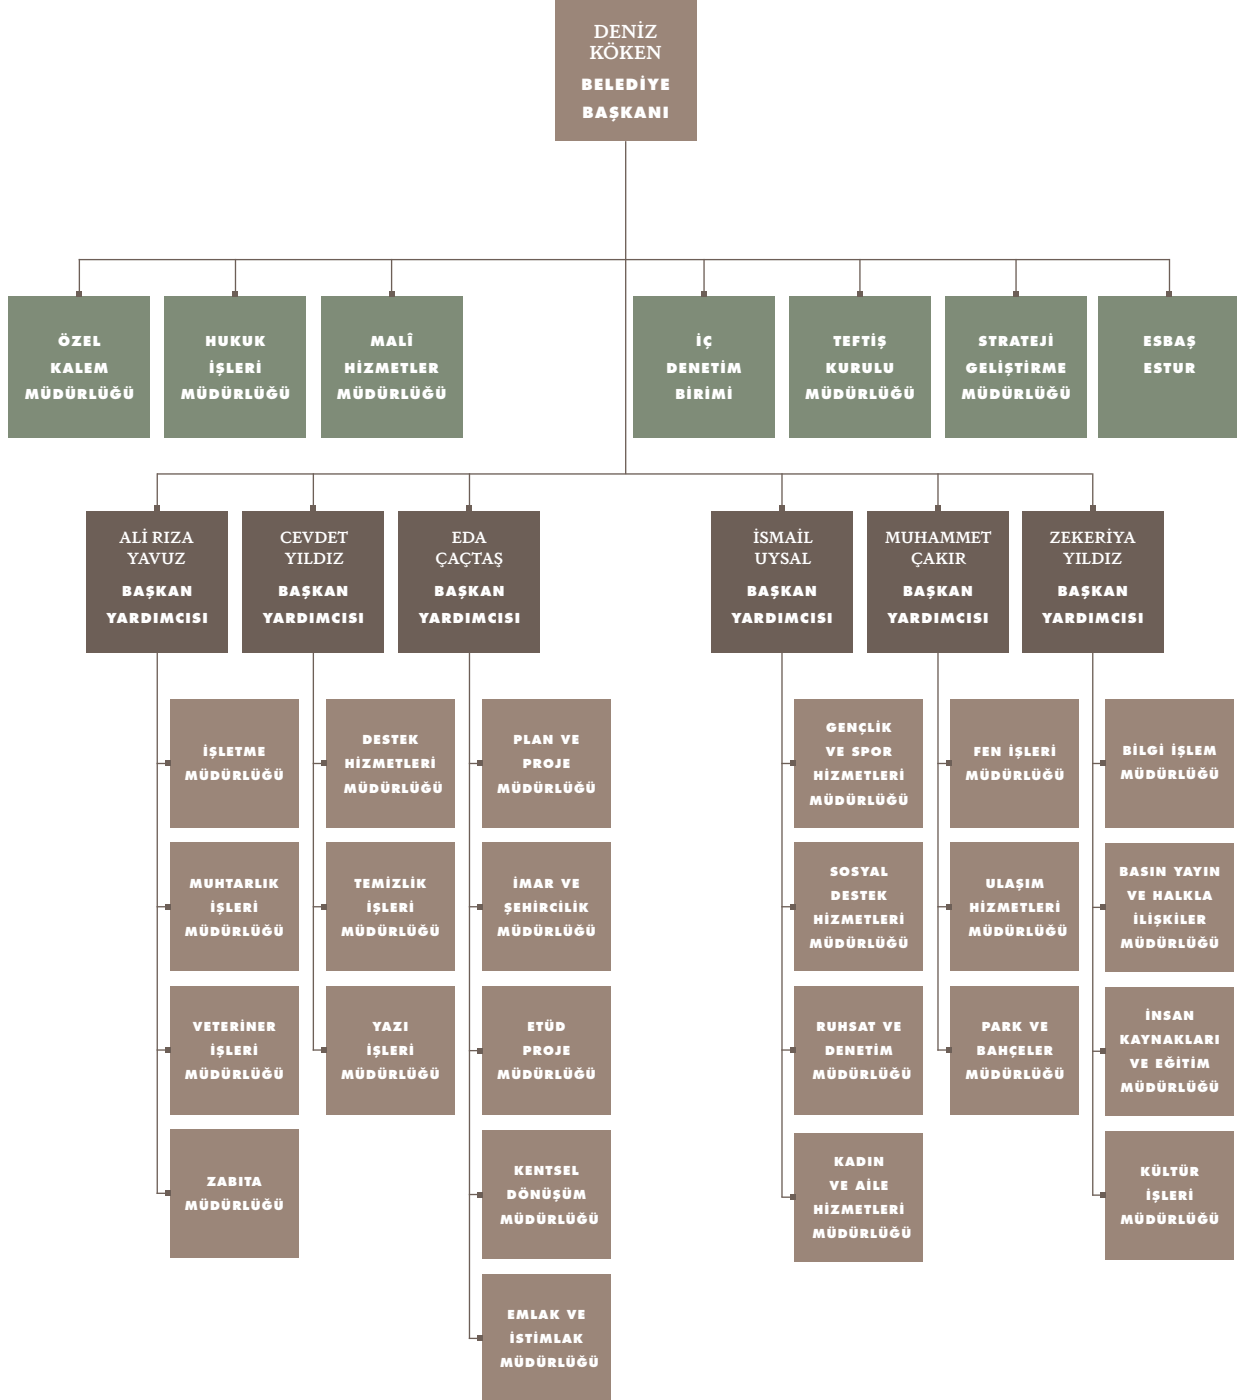 DENİZ
KÖKEN
BELEDİYE
BAŞKANI
ÖZEL
KALEM
MÜDÜRLÜĞÜ
HUKUK
İŞLERİ
MÜDÜRLÜĞÜ
MALÎ
HİZMETLER
MÜDÜRLÜĞÜ
İÇ
DENETİM
BİRİMİ
TEFTİŞ
KURULU
MÜDÜRLÜĞÜ
STRATEJİ
GELİŞTİRME
MÜDÜRLÜĞÜ
ESBAŞ
ESTUR
ALİ RIZA
YAVUZ
BAŞKAN
YARDIMCISI
CEVDET
YILDIZ
BAŞKAN
YARDIMCISI
EDA
ÇAÇTAŞ
BAŞKAN
YARDIMCISI
İSMAİL
UYSAL
BAŞKAN
YARDIMCISI
MUHAMMET
ÇAKIR
BAŞKAN
YARDIMCISI
ZEKERİYA
YILDIZ
BAŞKAN
YARDIMCISI
İŞLETME
MÜDÜRLÜĞÜ
MUHTARLIK
İŞLERİ
MÜDÜRLÜĞÜ
VETERİNER
İŞLERİ
MÜDÜRLÜĞÜ
ZABITA
MÜDÜRLÜĞÜ
DESTEK
HİZMETLERİ
MÜDÜRLÜĞÜ
TEMİZLİK
İŞLERİ
MÜDÜRLÜĞÜ
YAZI
İŞLERİ
MÜDÜRLÜĞÜ
PLAN VE
PROJE
MÜDÜRLÜĞÜ
İMAR VE
ŞEHİRCİLİK
MÜDÜRLÜĞÜ
ETÜD
PROJE
MÜDÜRLÜĞÜ
KENTSEL
DÖNÜŞÜM
MÜDÜRLÜĞÜ
EMLAK VE
İSTİMLAK
MÜDÜRLÜĞÜ
GENÇLİK
VE SPOR
HİZMETLERİ
MÜDÜRLÜĞÜ
SOSYAL
DESTEK
HİZMETLERİ
MÜDÜRLÜĞÜ
RUHSAT VE
DENETİM
MÜDÜRLÜĞÜ
KADIN
VE AİLE
HİZMETLERİ
MÜDÜRLÜĞÜ
FEN İŞLERİ
MÜDÜRLÜĞÜ
ULAŞIM
HİZMETLERİ
MÜDÜRLÜĞÜ
PARK VE
BAHÇELER
MÜDÜRLÜĞÜ
BİLGİ İŞLEM
MÜDÜRLÜĞÜ
BASIN YAYIN
VE HALKLA
İLİŞKİLER
MÜDÜRLÜĞÜ
İNSAN
KAYNAKLARI
VE EĞİTİM
MÜDÜRLÜĞÜ
KÜLTÜR
İŞLERİ
MÜDÜRLÜĞÜ